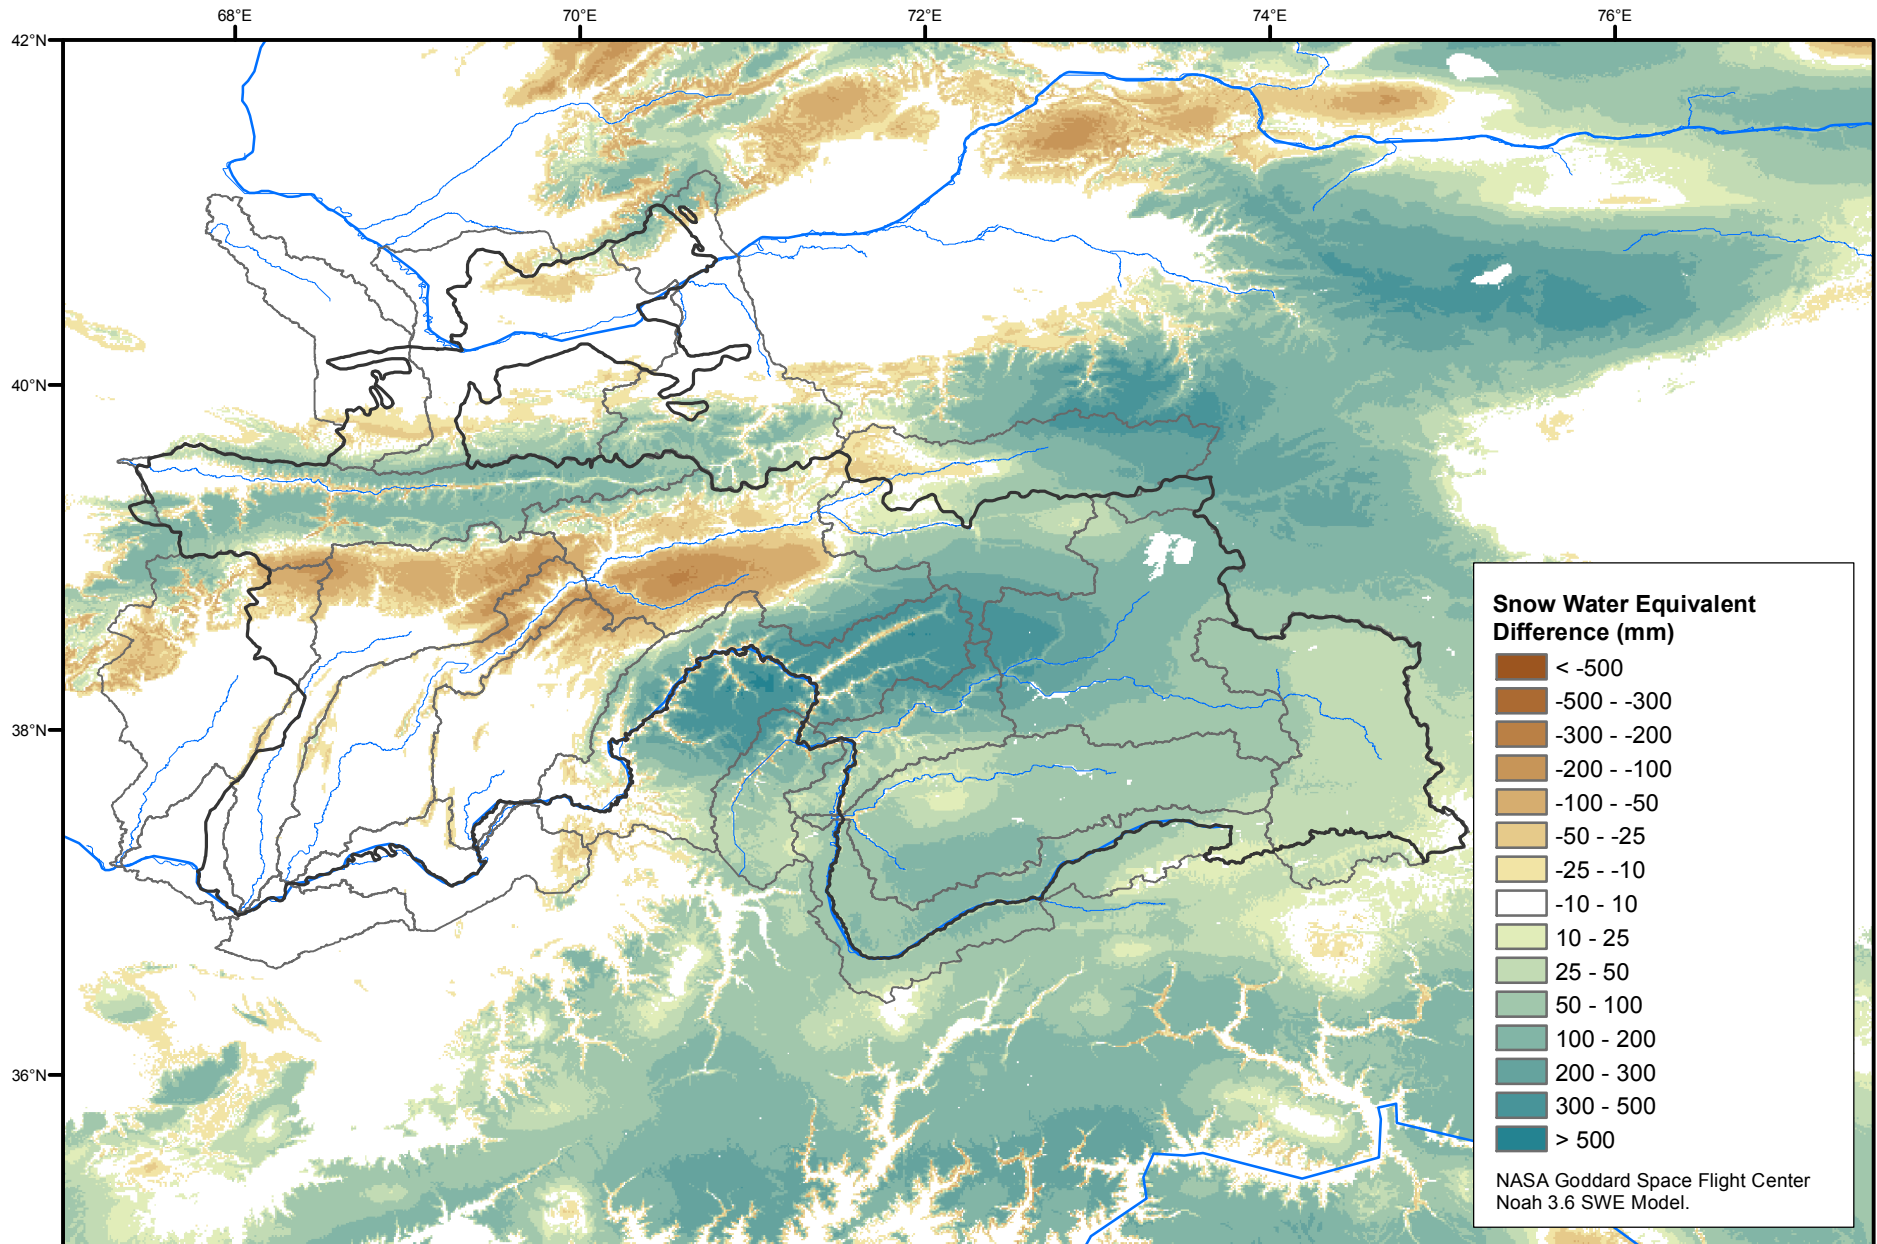 68°E 70°E 72°E 74°E 76°E
42°N
40°N
38°N
36°N
Snow Water Equivalent
Difference (mm)
< -500
-500 - -300
-300 - -200
-200 - -100
-100 - -50
-50 - -25
-25 - -10
-10 - 10
10 - 25
25 - 50
50 - 100
100 - 200
200 - 300
300 - 500
> 500
NASA Goddard Space Flight Center
Noah 3.6 SWE Model.